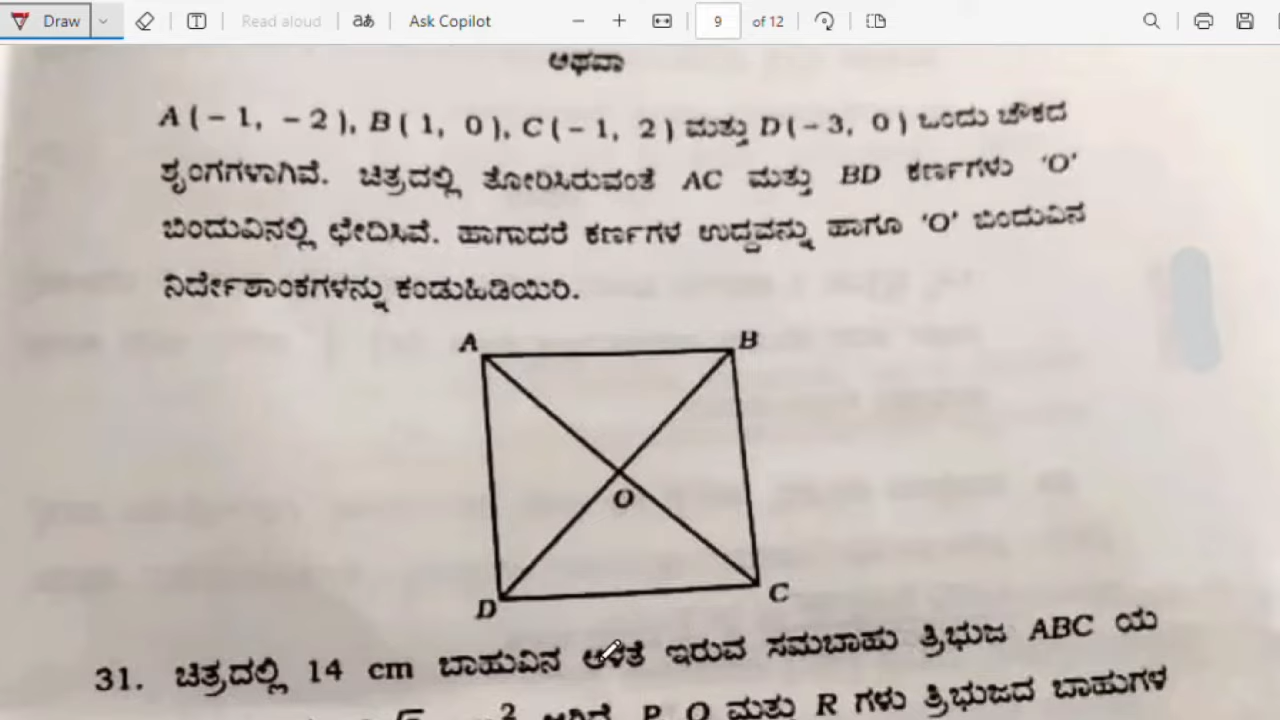 Draw
Read aloud
aあ
Ask Copilot
9 of 12
ಅಥವಾ
A ( – 1, – 2 ), B ( 1, 0 ), C ( – 1, 2 ) ಮತ್ತು D ( – 3, 0 ) ಒಂದು ಚೌಕದ
ಶೃಂಗಗಳಾಗಿವೆ. ಚಿತ್ರದಲ್ಲಿ ತೋರಿಸಿರುವಂತೆ AC ಮತ್ತು BD ಕರ್ಣಗಳು 'O'
ಬಿಂದುವಿನಲ್ಲಿ ಛೇದಿಸಿವೆ. ಹಾಗಾದರೆ ಕರ್ಣಗಳ ಉದ್ದವನ್ನು ಹಾಗೂ 'O' ಬಿಂದುವಿನ
ನಿರ್ದೇಶಾಂಕಗಳನ್ನು ಕಂಡುಹಿಡಿಯಿರಿ.
A B
O
D C
31. ಚಿತ್ರದಲ್ಲಿ 14 cm ಬಾಹುವಿನ ಅಳತೆ ಇರುವ ಸಮಬಾಹು ತ್ರಿಭುಜ ABC ಯ
P, Q ಮತ್ತು R ಗಳು ತ್ರಿಭುಜದ ಬಾಹುಗಳ